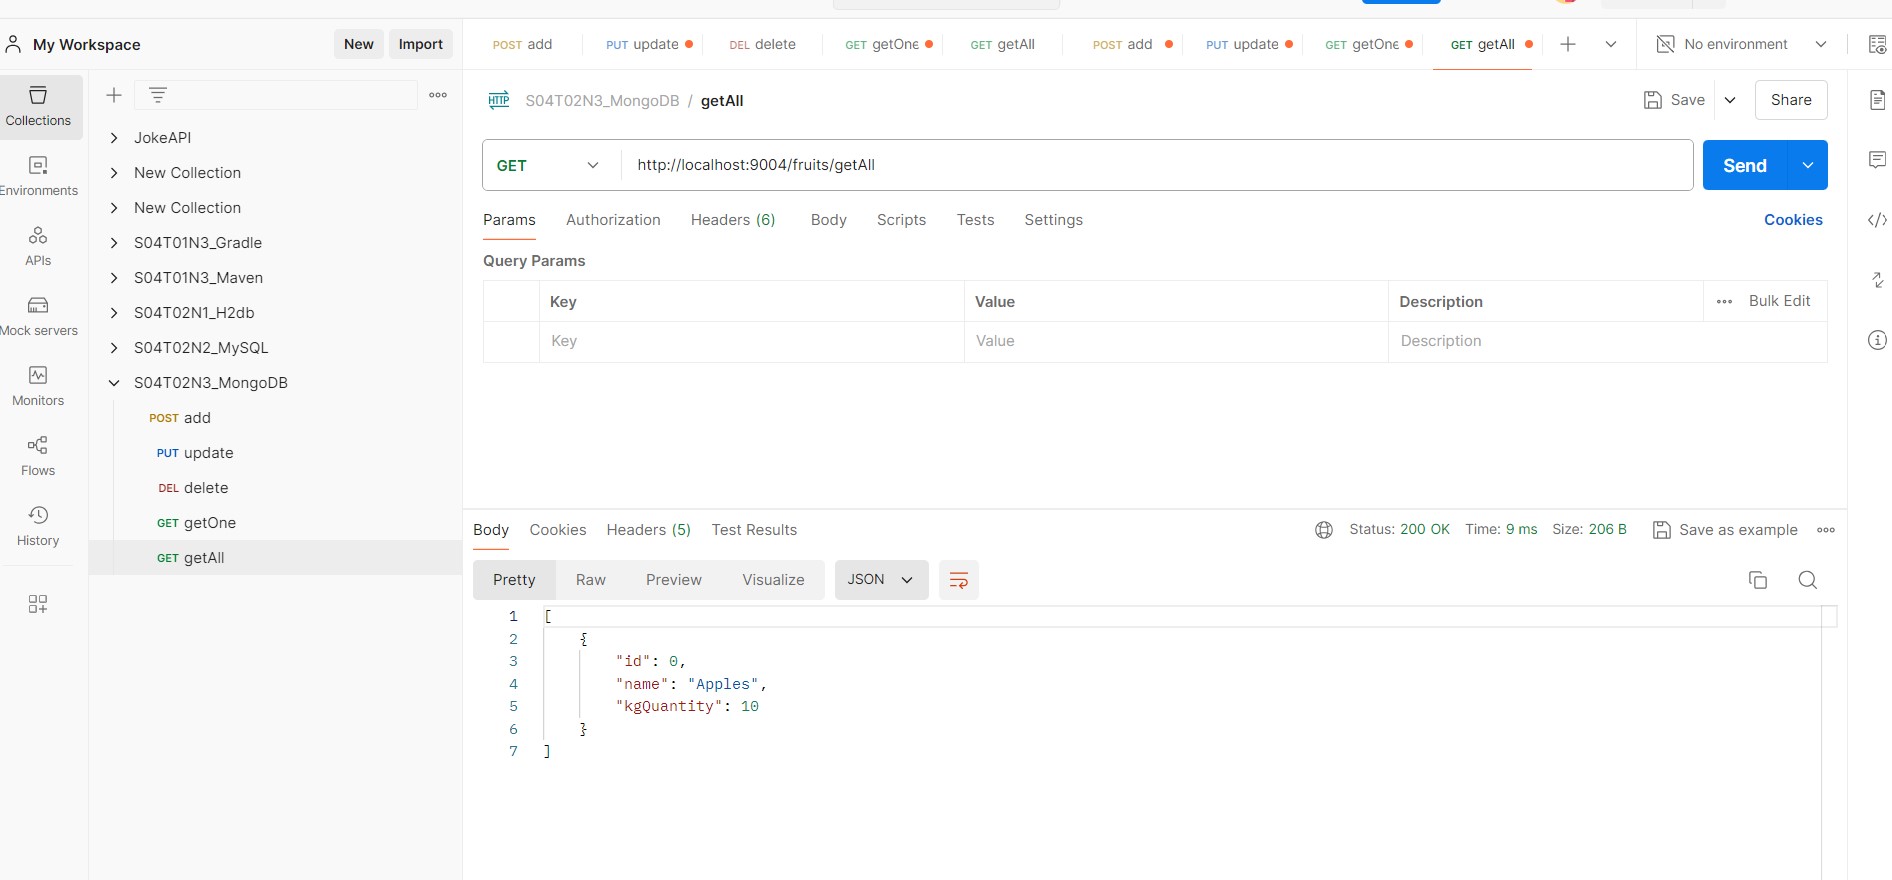 My Workspace
New
Import
POST add
PUT update
DEL delete
GET getOne
GET getAll
POST add
PUT update
GET getOne
GET getAll
No environment
Collections
Environments
APIs
Mock servers
Monitors
Flows
History
JokeAPI
New Collection
New Collection
S04T01N3_Gradle
S04T01N3_Maven
S04T02N1_H2db
S04T02N2_MySQL
S04T02N3_MongoDB
POST add
PUT update
DEL delete
GET getOne
GET getAll
HTTP S04T02N3_MongoDB / getAll
Save
Share
GET
http://localhost:9004/fruits/getAll
Send
Params Authorization Headers (6) Body Scripts Tests Settings
Cookies
Query Params
Key Value Description ••• Bulk Edit
Key Value Description
Body Cookies Headers (5) Test Results
Status: 200 OK Time: 9 ms Size: 206 B
Save as example
Pretty Raw Preview Visualize JSON
1 [
2 {
3 "id": 0,
4 "name": "Apples",
5 "kgQuantity": 10
6 }
7 ]